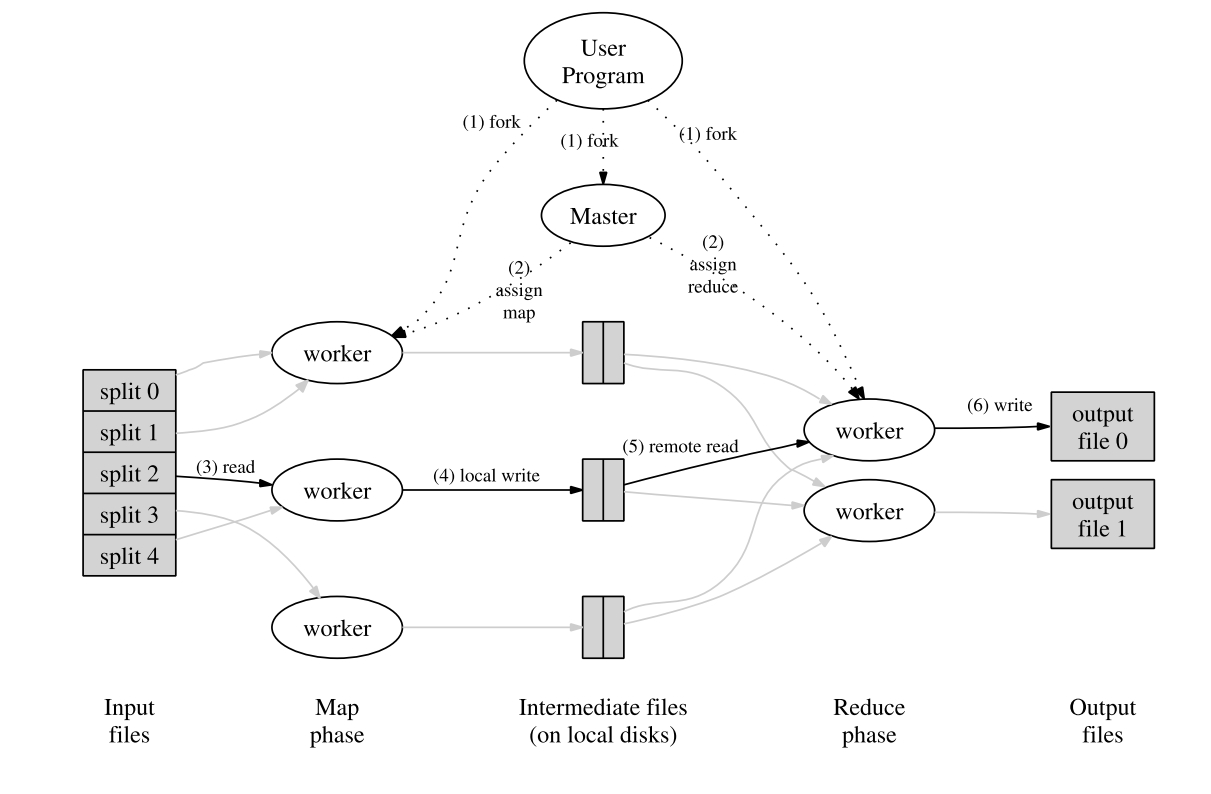 User
Program
(1) fork
(1) fork
(1) fork
Master
(2)
assign
map
(2)
assign
reduce
worker
split 0
split 1
split 2
split 3
split 4
(3) read
worker
(4) local write
worker
(5) remote read
worker
worker
(6) write
output
file 0
output
file 1
Input
files
Map
phase
Intermediate files
(on local disks)
Reduce
phase
Output
files